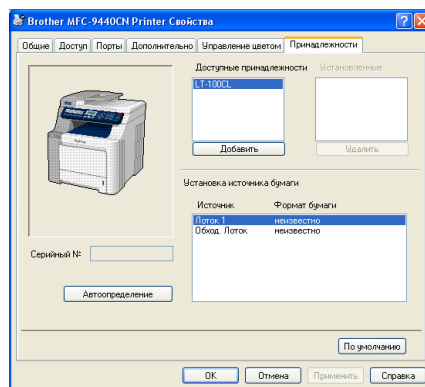 Brother MFC-9440CN Printer Свойства
Общие Доступ Порты Дополнительно Управление цветом Принадлежности
Доступные принадлежности Установленные
LT-100CL
Добавить Удалить
Установка источника бумаги
Источник Формат бумаги
Лоток 1 неизвестно
Обход. Лоток неизвестно
Серийный №
Автоопределение
По умолчанию
OK Отмена Применить Справка